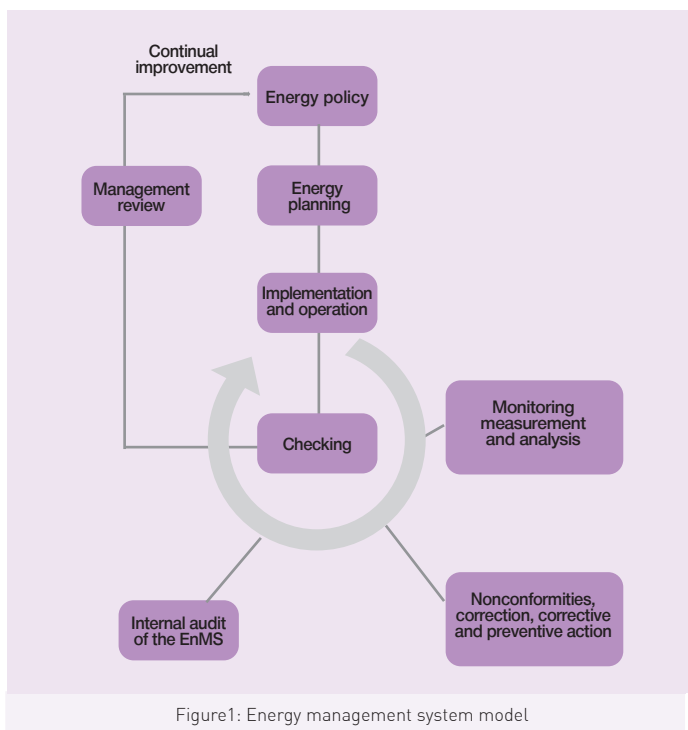 Continual
improvement
Energy policy
Management
review
Energy
planning
Implementation
and operation
Checking
Monitoring
measurement
and analysis
Internal audit
of the EnMS
Nonconformities,
correction, corrective
and preventive action
Figure1: Energy management system model